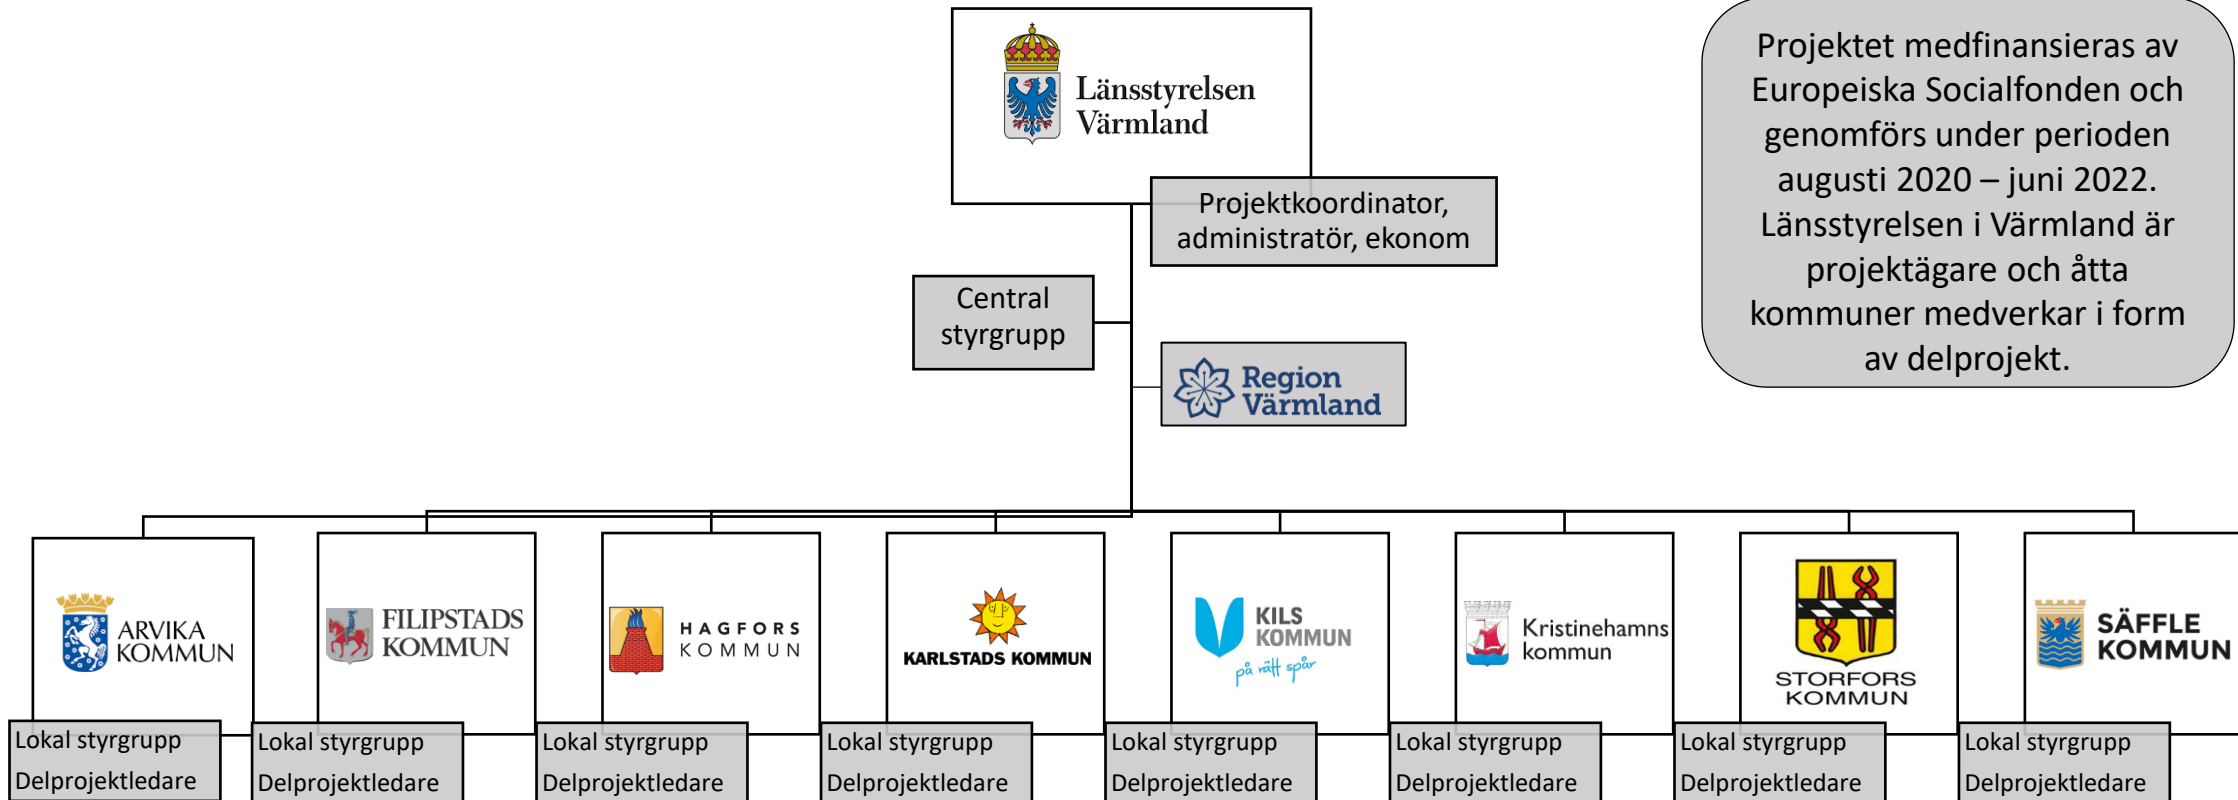 Länsstyrelsen
Värmland
Projektkoordinator,
administratör, ekonom
Central
styrgrupp
Region
Värmland
Projektet medfinansieras av
Europeiska Socialfonden och
genomförs under perioden
augusti 2020 – juni 2022.
Länsstyrelsen i Värmland är
projektägare och åtta
kommuner medverkar i form
av delprojekt.
ARVIKA
KOMMUN
Lokal styrgrupp
Delprojektledare
FILIPSTADS
KOMMUN
Lokal styrgrupp
Delprojektledare
HAGFORS
KOMMUN
Lokal styrgrupp
Delprojektledare
KARLSTADS KOMMUN
Lokal styrgrupp
Delprojektledare
KILS
KOMMUN
på rätt spår
Lokal styrgrupp
Delprojektledare
Kristinehamns
kommun
Lokal styrgrupp
Delprojektledare
STORFORS
KOMMUN
Lokal styrgrupp
Delprojektledare
SÄFFLE
KOMMUN
Lokal styrgrupp
Delprojektledare